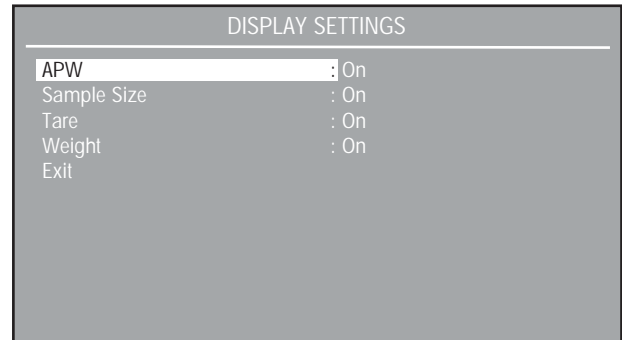 DISPLAY SETTINGS
APW : On
Sample Size : On
Tare : On
Weight : On
Exit